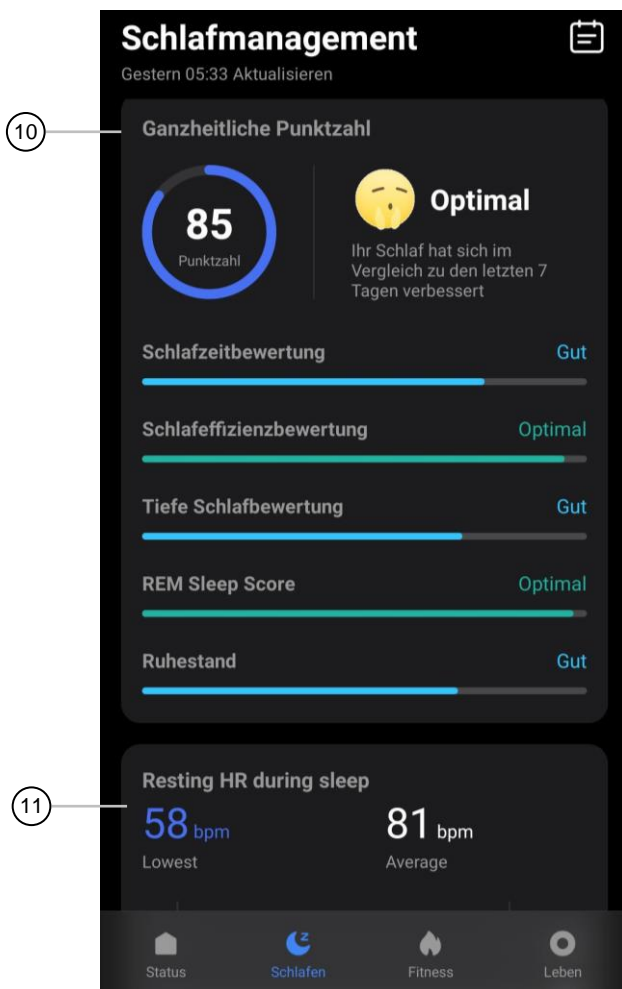 Schlafmanagement
Gestern 05:33 Aktualisieren
10
Ganzheitliche Punktzahl
85
Punktzahl
Optimal
Ihr Schlaf hat sich im
Vergleich zu den letzten 7
Tagen verbessert
Schlafzeitbewertung Gut
Schlafeffizienzbewertung Optimal
Tiefe Schlafbewertung Gut
REM Sleep Score Optimal
Ruhestand Gut
11
Resting HR during sleep
58 bpm 81 bpm
Lowest Average
Status Schlafen Fitness Leben